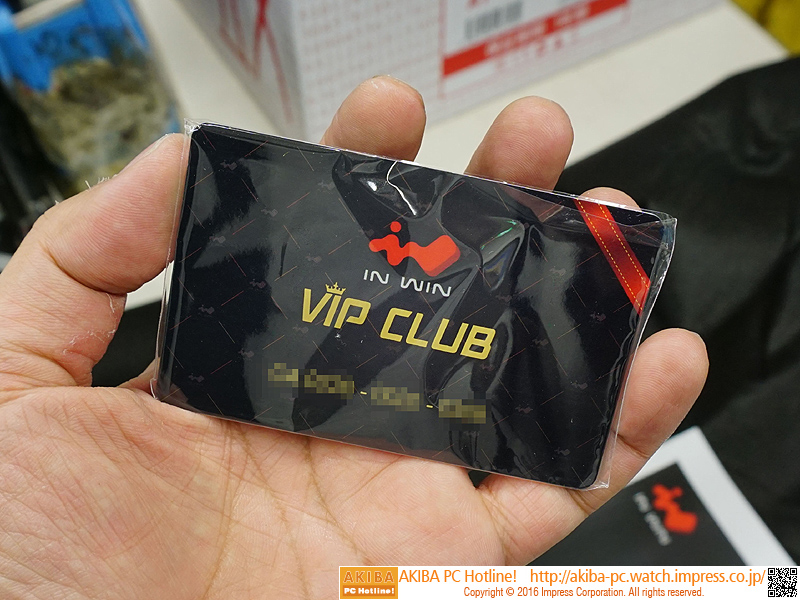 IN WIN
VIP CLUB
AKIBA
PC Hotline!
AKIBA PC Hotline! http://akiba-pc.watch.impress.co.jp/
Copyright © 2016 Impress Corporation. All rights reserved.